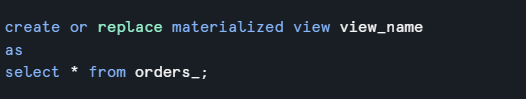 create or replace materialized view view_name
as
select * from orders_;